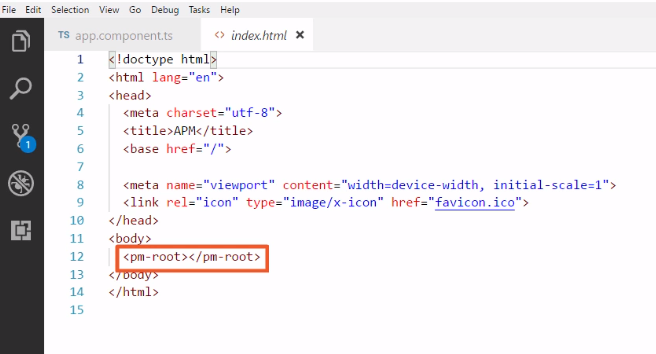 File Edit Selection View Go Debug Tasks Help
TS app.component.ts <> index.html ×
1 <!doctype html>
2 <html lang="en">
3 <head>
4 <meta charset="utf-8">
5 <title>APM</title>
6 <base href="/">
7
8 <meta name="viewport" content="width=device-width, initial-scale=1">
9 <link rel="icon" type="image/x-icon" href="favicon.ico">
10 </head>
11 <body>
12 <pm-root></pm-root>
13 </body>
14 </html>
15
1